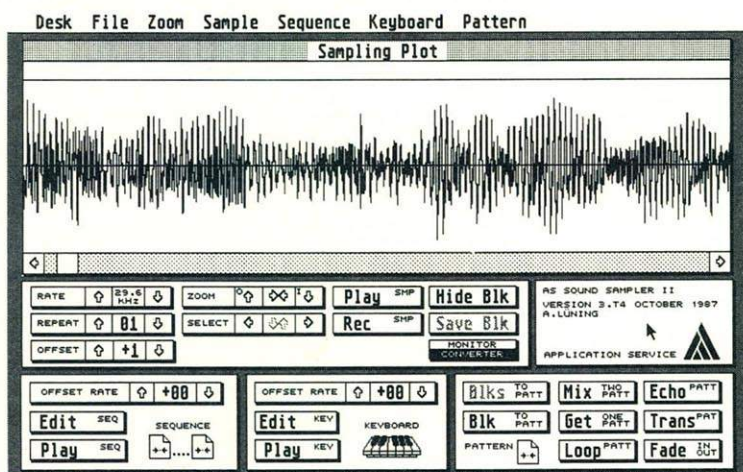 Desk File Zoom Sample Sequence Keyboard Pattern
Sampling Plot
RATE 29.6 KHz
ZOOM O I
Play SMP
Hide Blk
REPEAT 01
SELECT
Rec SMP
Save Blk
OFFSET +1
MONITOR
CONVERTER
AS SOUND SAMPLER II
VERSION 3.T4 OCTOBER 1987
A.LÜNING
APPLICATION SERVICE
OFFSET RATE +00
Edit SEQ
SEQUENCE
Play SEQ
++....++
OFFSET RATE +00
Edit KEY
KEYBOARD
Play KEY
Blks TO PATT
Mix TWO PATT
Echo PATT
Blk TO PATT
Get ONE PATT
Trans PAT
PATTERN ++
Loop PATT
Fade IN OUT